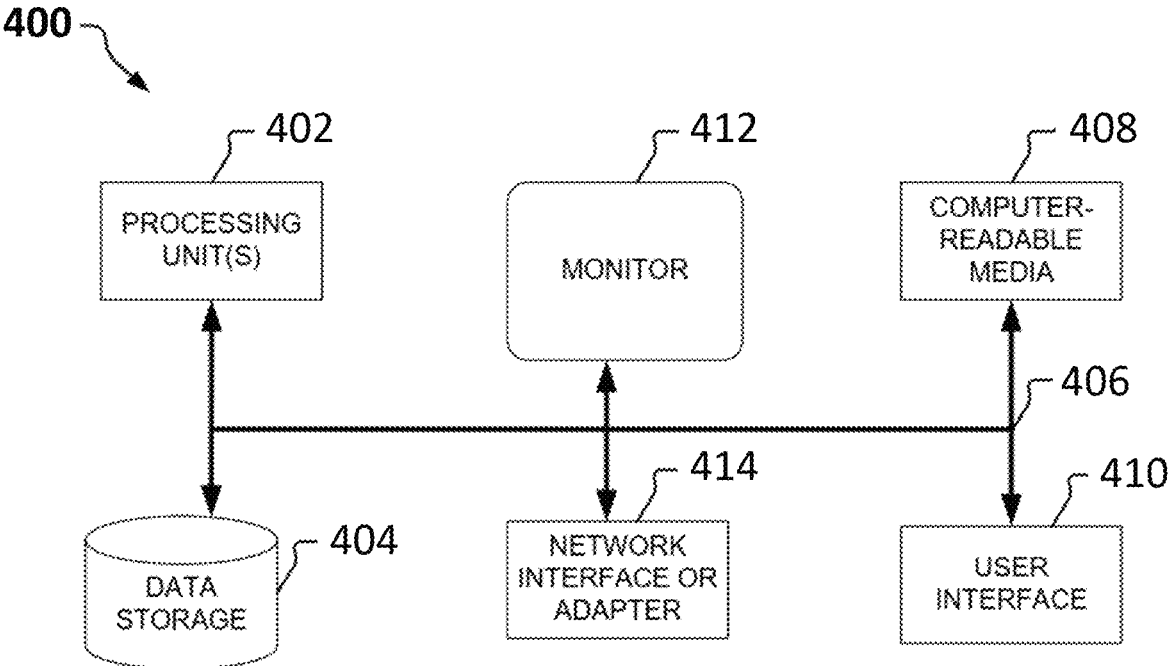 400
402
412
408
PROCESSING
UNIT(S)
MONITOR
COMPUTER-
READABLE
MEDIA
406
414
410
404
DATA
STORAGE
NETWORK
INTERFACE OR
ADAPTER
USER
INTERFACE